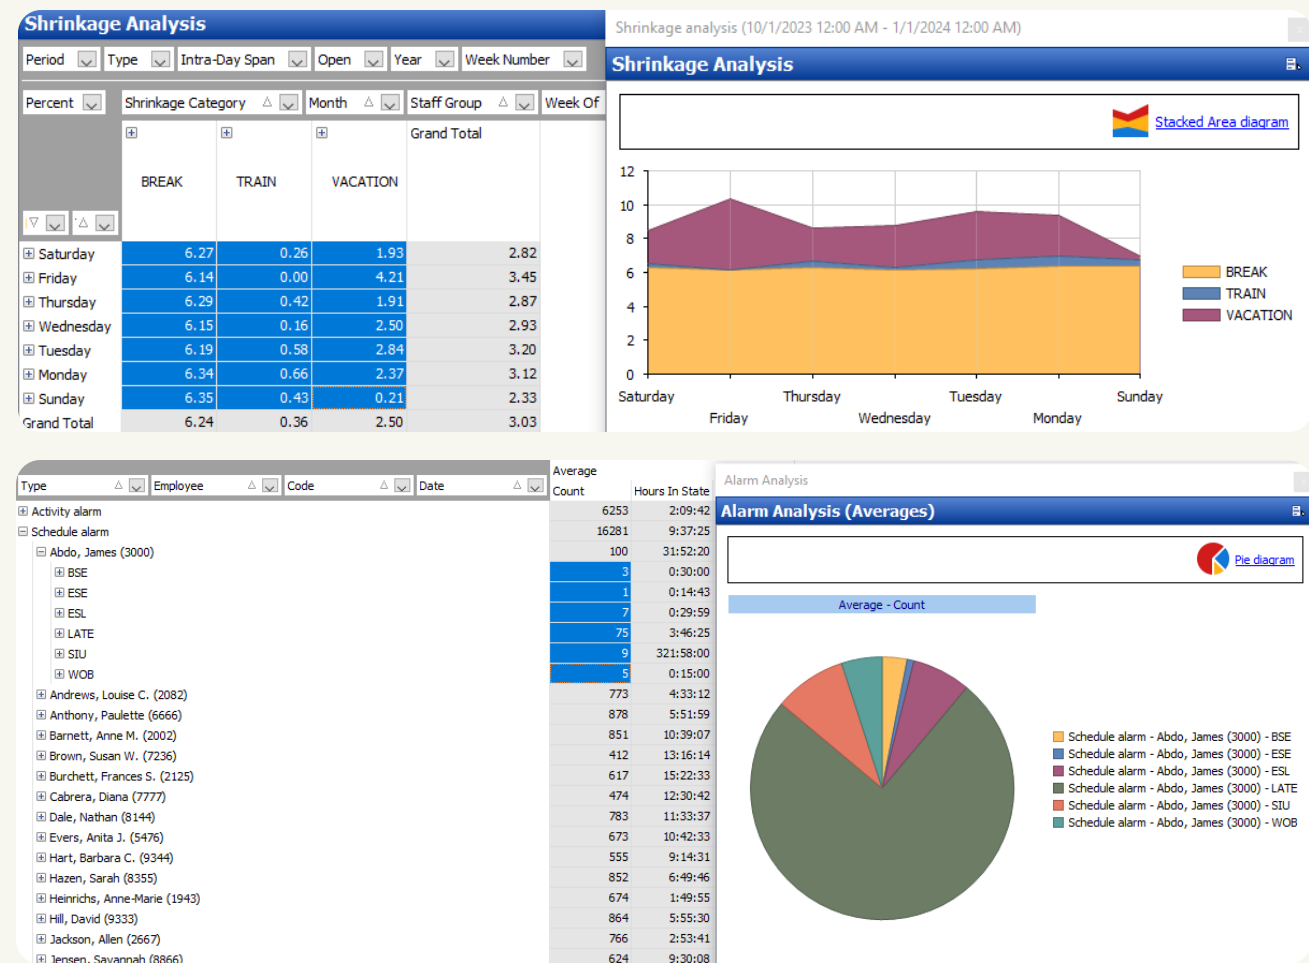 Shrinkage Analysis
Period Type Intra-Day Span Open Year Week Number
Percent Shrinkage Category Month Staff Group Week Of
Grand Total
BREAK TRAIN VACATION
Saturday 6.27 0.26 1.93 2.82
Friday 6.14 0.00 4.21 3.45
Thursday 6.29 0.42 1.91 2.87
Wednesday 6.15 0.16 2.50 2.93
Tuesday 6.19 0.58 2.84 3.20
Monday 6.34 0.66 2.37 3.12
Sunday 6.35 0.43 0.21 2.33
Grand Total 6.24 0.36 2.50 3.03
Shrinkage analysis (10/1/2023 12:00 AM - 1/1/2024 12:00 AM)
Shrinkage Analysis
Stacked Area diagram
12
10
8
6
4
2
0
Saturday Thursday Tuesday Sunday
Friday Wednesday Monday
BREAK
TRAIN
VACATION
Average
Type Employee Code Date Count Hours In State
Activity alarm 6253 2:09:42
Schedule alarm 16281 9:37:25
Abdo, James (3000) 100 31:52:20
BSE 3 0:30:00
ESE 1 0:14:43
ESL 7 0:29:59
LATE 75 3:46:25
SIU 9 321:58:00
WOB 5 0:15:00
Andrews, Louise C. (2082) 773 4:33:12
Anthony, Paulette (6666) 878 5:51:59
Barnett, Anne M. (2002) 851 10:39:07
Brown, Susan W. (7236) 412 13:16:14
Burchett, Frances S. (2125) 617 15:22:33
Cabrera, Diana (7777) 474 12:30:42
Dale, Nathan (8144) 783 11:33:37
Evers, Anita J. (5476) 673 10:42:33
Hart, Barbara C. (9344) 555 9:14:31
Hazen, Sarah (8355) 852 6:49:46
Heinrichs, Anne-Marie (1943) 674 1:49:55
Hill, David (9333) 864 5:55:30
Jackson, Allen (2667) 766 2:53:41
Jensen, Savannah (8866) 624 9:30:08
Alarm Analysis
Alarm Analysis (Averages)
Pie diagram
Average - Count
Schedule alarm - Abdo, James (3000) - BSE
Schedule alarm - Abdo, James (3000) - ESE
Schedule alarm - Abdo, James (3000) - ESL
Schedule alarm - Abdo, James (3000) - LATE
Schedule alarm - Abdo, James (3000) - SIU
Schedule alarm - Abdo, James (3000) - WOB